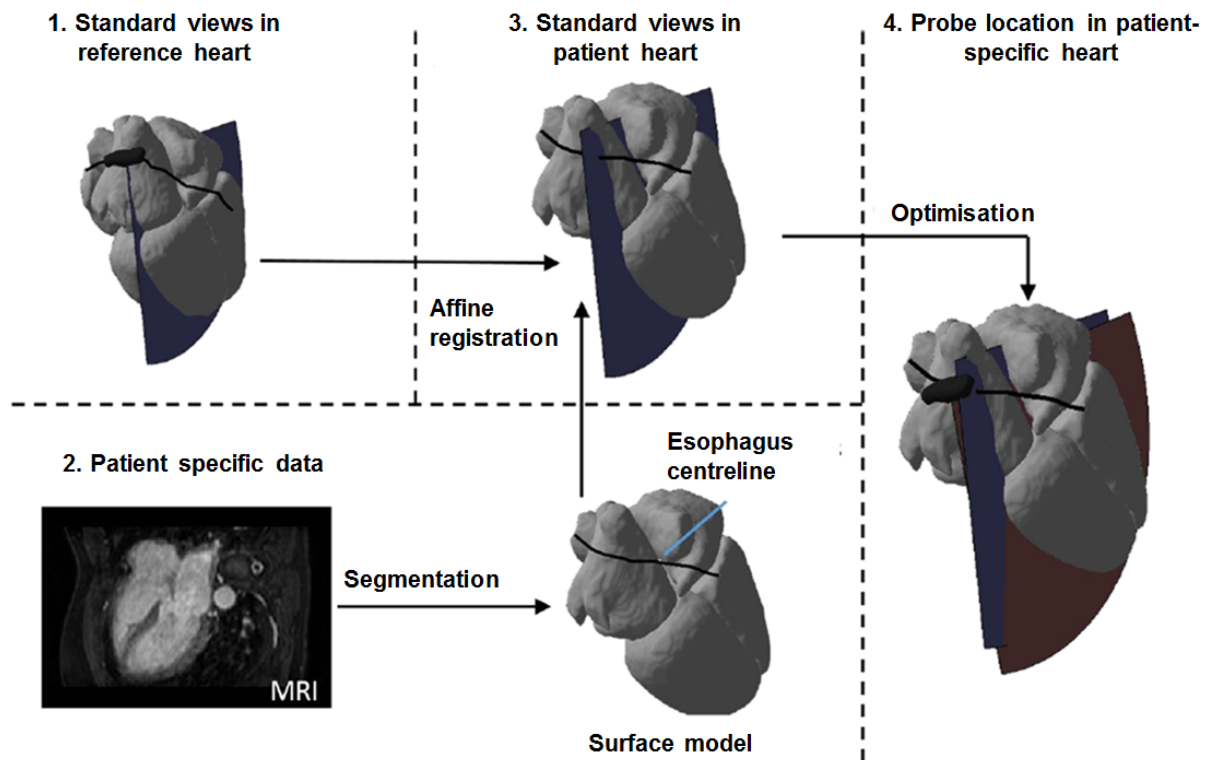 1. Standard views in
reference heart
3. Standard views in
patient heart
4. Probe location in patient-
specific heart
Optimisation
Affine
registration
2. Patient specific data
Esophagus
centreline
Segmentation
MRI
Surface model